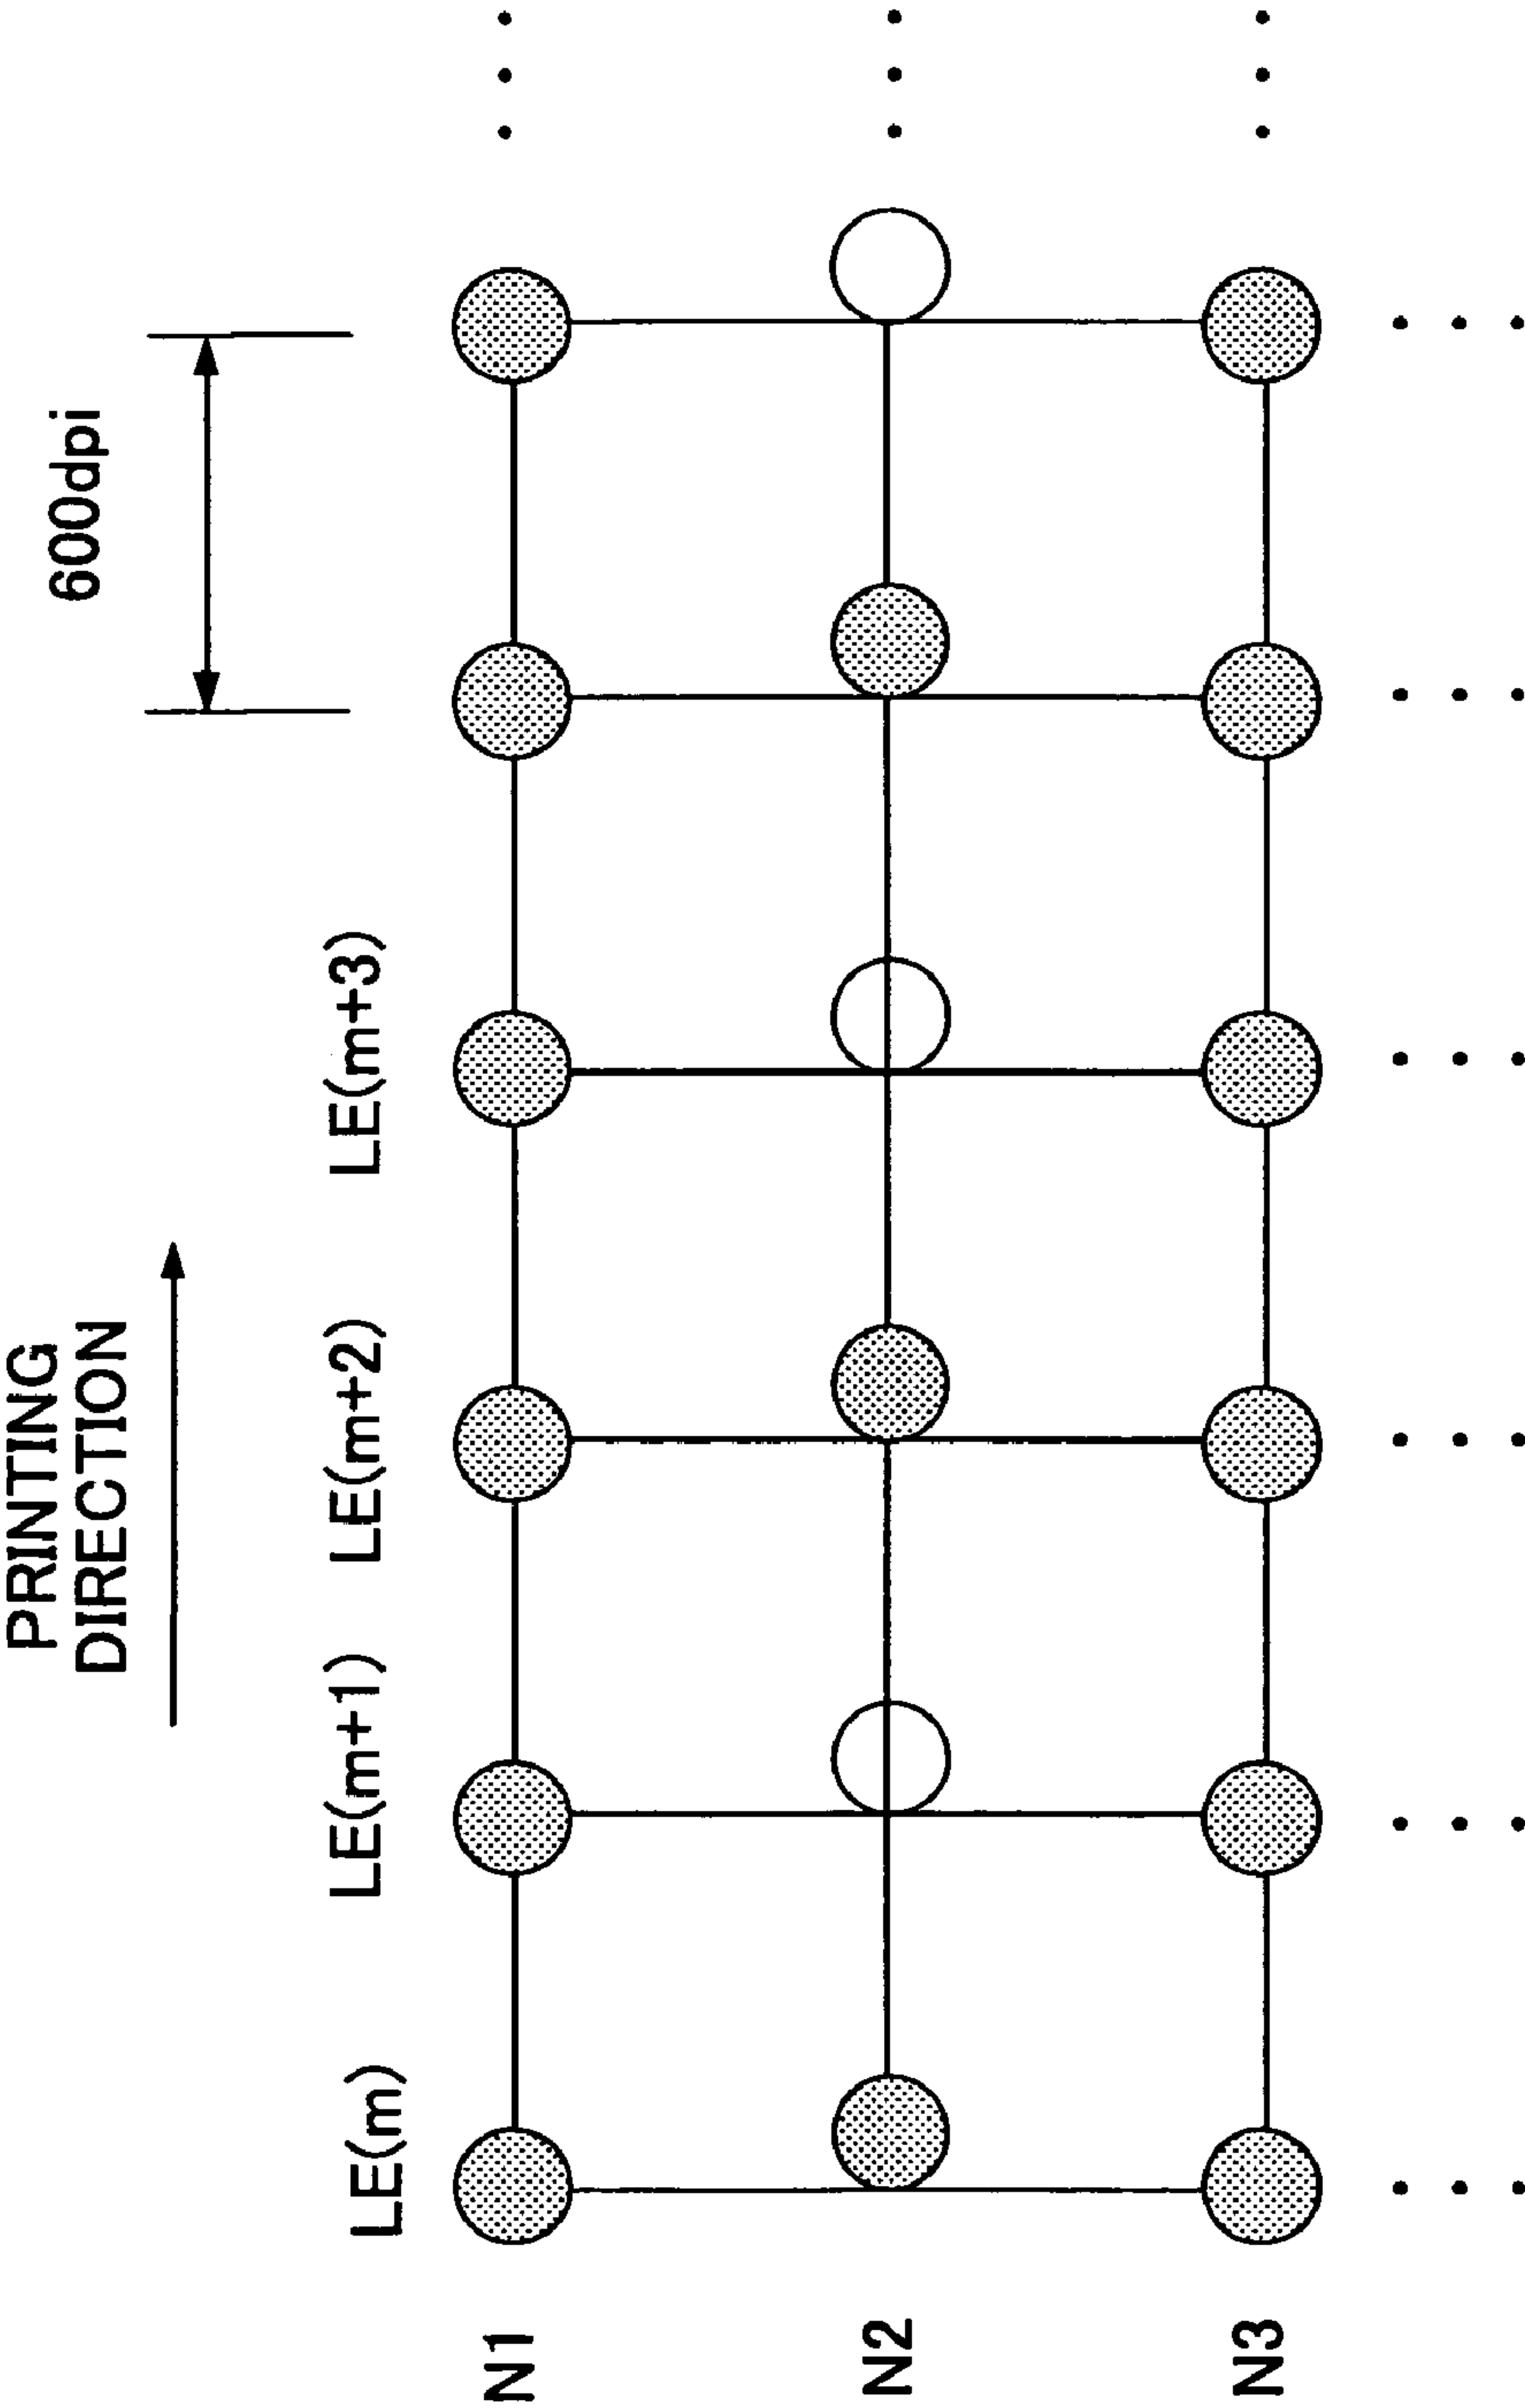 PRINTING
DIRECTION
600dpi
LE(m) LE(m+1) LE(m+2) LE(m+3)
N1
N2
N3